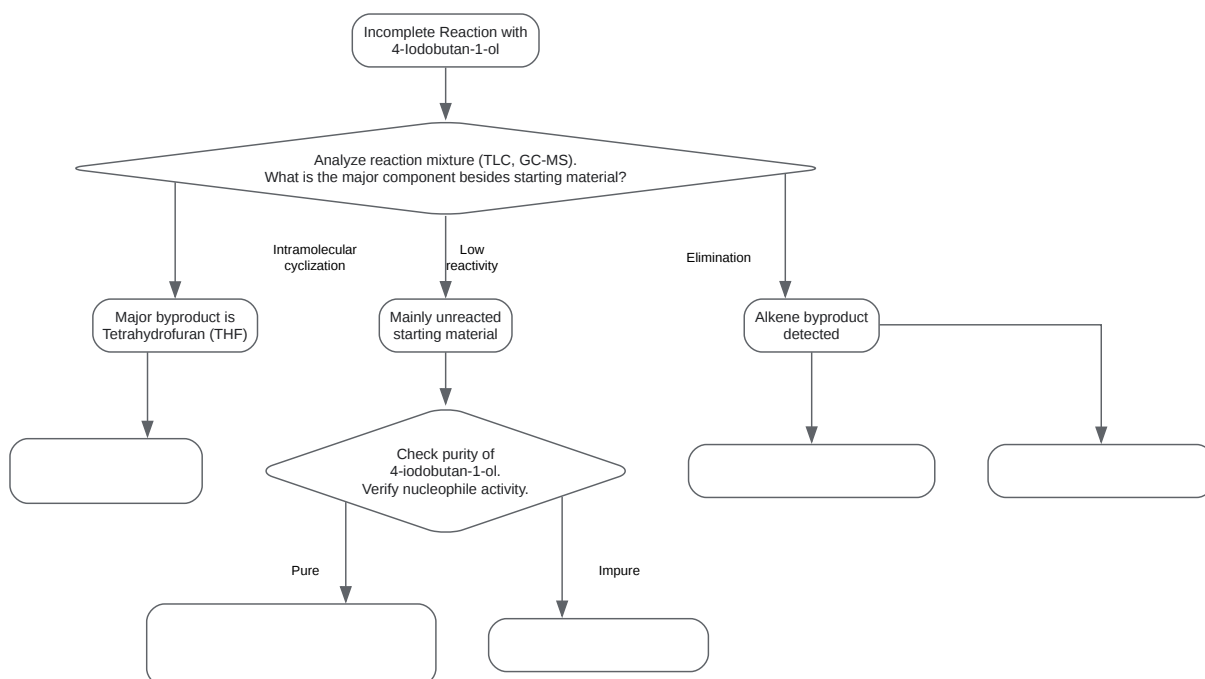 Incomplete Reaction with
4-Iodobutan-1-ol
Analyze reaction mixture (TLC, GC-MS).
What is the major component besides starting material?
Intramolecular
cyclization
Low
reactivity
Elimination
Major byproduct is
Tetrahydrofuran (THF)
Mainly unreacted
starting material
Alkene byproduct
detected
Check purity of
4-iodobutan-1-ol.
Verify nucleophile activity.
Pure
Impure